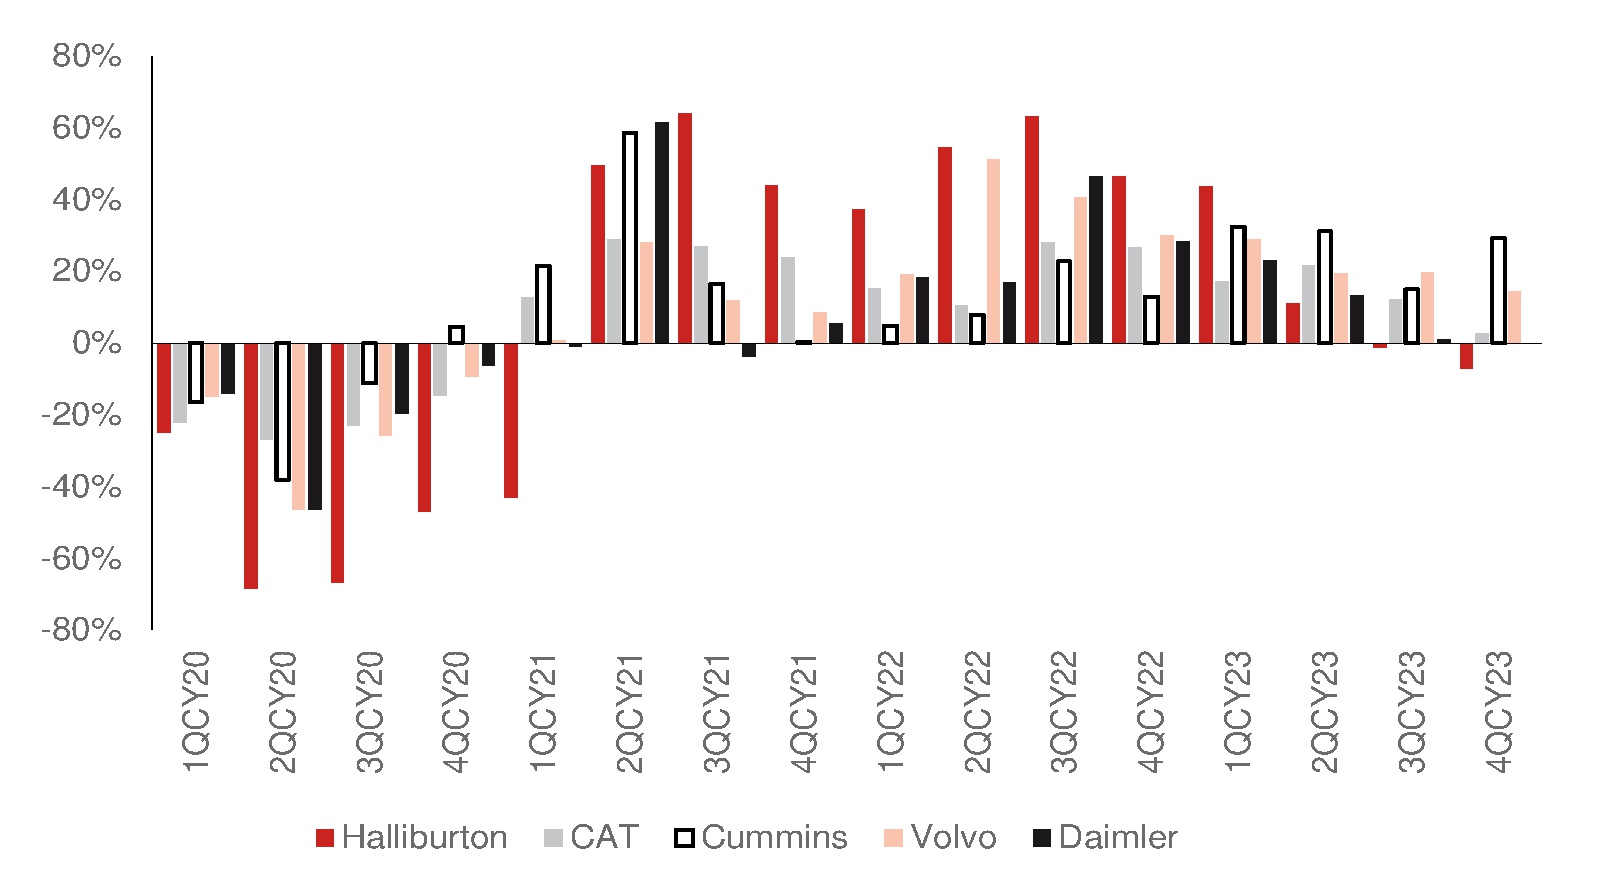 80%
60%
40%
20%
0%
-20%
-40%
-60%
-80%
1QCY20
2QCY20
3QCY20
4QCY20
1QCY21
2QCY21
3QCY21
4QCY21
1QCY22
2QCY22
3QCY22
4QCY22
1QCY23
2QCY23
3QCY23
4QCY23
Halliburton CAT Cummins Volvo Daimler